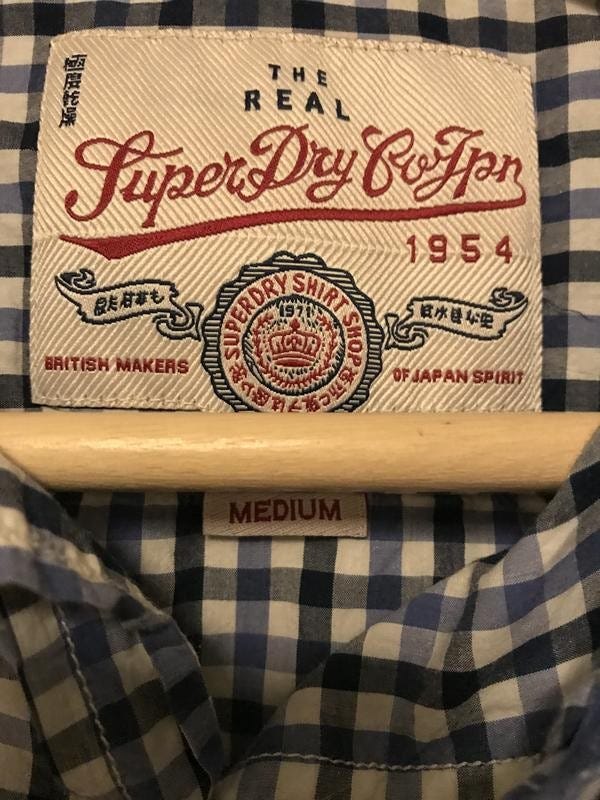 極度乾燥
THE
REAL
SuperDry Co Jpn
1954
SUPERDRY SHIRT SHOP
1971
BRITISH MAKERS
OF JAPAN SPIRIT
MEDIUM